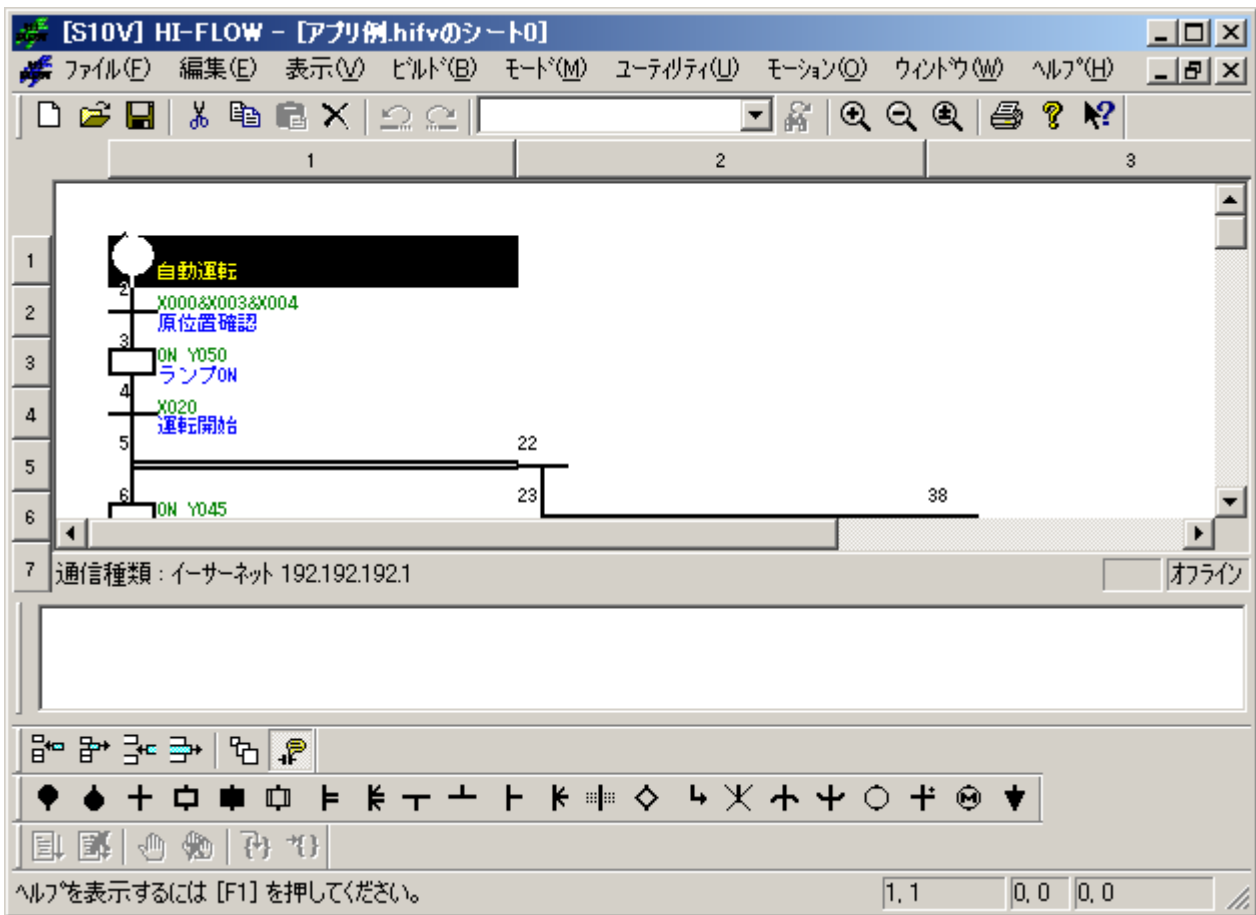 [S10V] HI-FLOW - [アプリ例.hifvのシート0]
ファイル(F) 編集(E) 表示(V) ビルド(B) モード(M) ユーティリティ(U) モーション(O) ウィンドウ(W) ヘルプ(H)
1 2 3
1
自動運転
2
2
X000&X003&X004
原位置確認
3
3
ON Y050
ランプON
4
4
X020
運転開始
5 22
5
6 23 38
6
ON Y045
7
通信種類 : イーサーネット 192.192.192.1 オフライン
ヘルプを表示するには [F1] を押してください。 1, 1 0, 0 0, 0